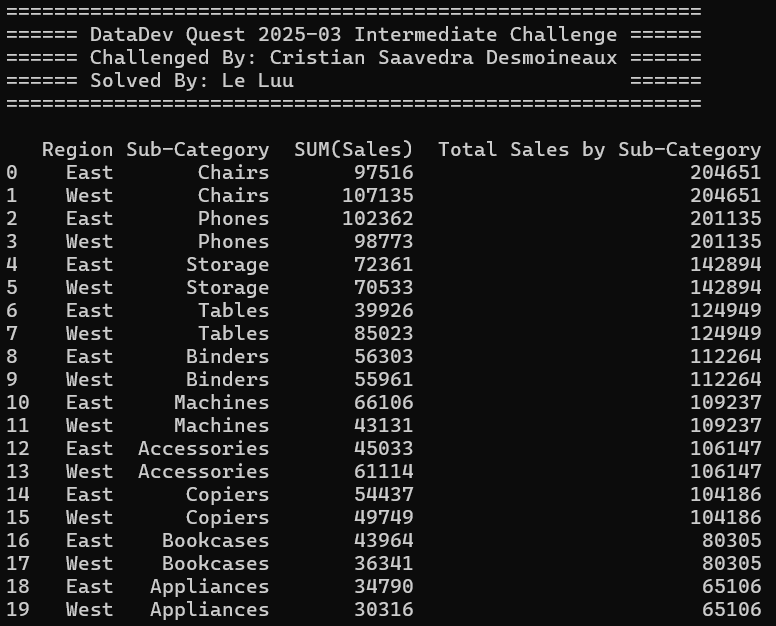 ==========================================================
====== DataDev Quest 2025-03 Intermediate Challenge ======
====== Challenged By: Cristian Saavedra Desmoineaux ======
====== Solved By: Le Luu                            ======
==========================================================
   Region Sub-Category  SUM(Sales)  Total Sales by Sub-Category
0    East       Chairs       97516                       204651
1    West       Chairs      107135                       204651
2    East       Phones      102362                       201135
3    West       Phones       98773                       201135
4    East      Storage       72361                       142894
5    West      Storage       70533                       142894
6    East       Tables       39926                       124949
7    West       Tables       85023                       124949
8    East      Binders       56303                       112264
9    West      Binders       55961                       112264
10   East     Machines       66106                       109237
11   West     Machines       43131                       109237
12   East  Accessories       45033                       106147
13   West  Accessories       61114                       106147
14   East      Copiers       54437                       104186
15   West      Copiers       49749                       104186
16   East    Bookcases       43964                        80305
17   West    Bookcases       36341                        80305
18   East   Appliances       34790                        65106
19   West   Appliances       30316                        65106